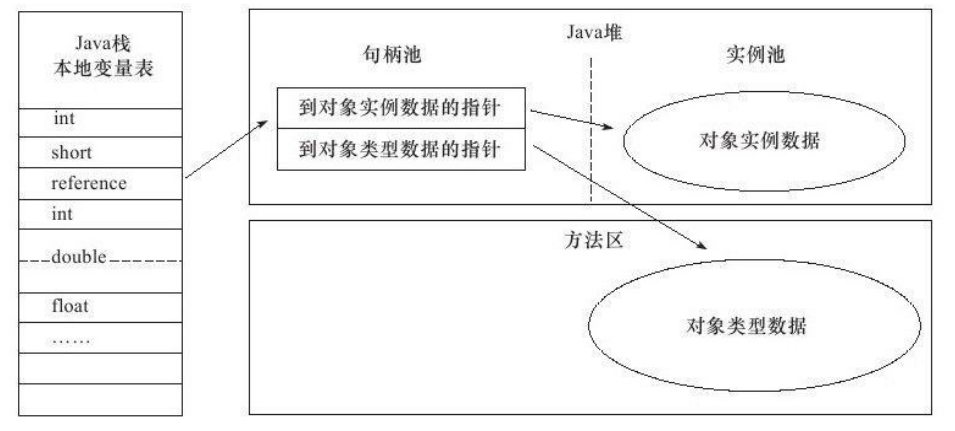 Java栈
本地变量表
int
short
reference
int
double
float
……
Java堆
句柄池
实例池
到对象实例数据的指针
到对象类型数据的指针
对象实例数据
方法区
对象类型数据